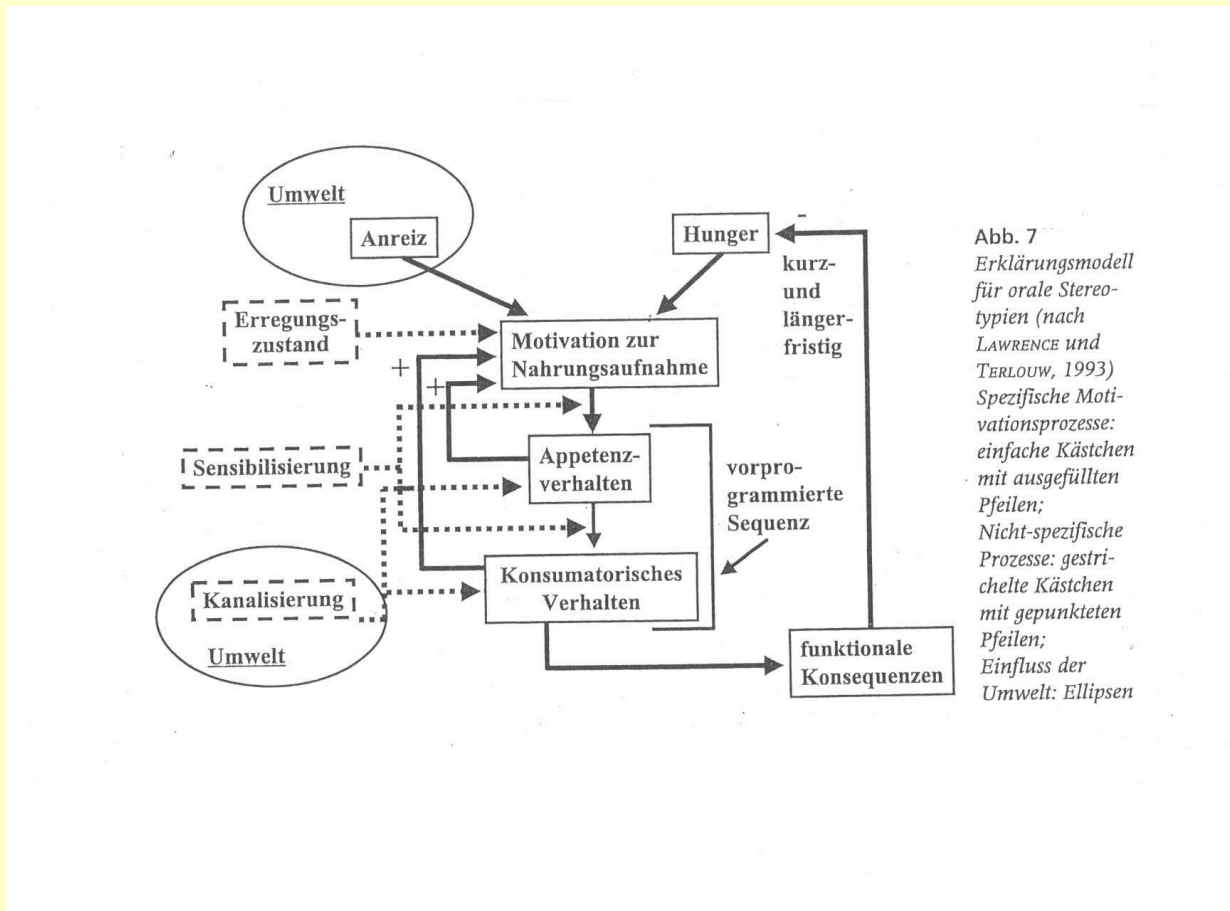 Umwelt
Anreiz
Hunger
-
kurz-
und
länger-
fristig
Erregungs-
zustand
Motivation zur
Nahrungsaufnahme
+
+
Sensibilisierung
Appetenz-
verhalten
vorpro-
grammierte
Sequenz
Konsumatorisches
Verhalten
Kanalisierung
Umwelt
funktionale
Konsequenzen
Abb. 7
Erklärungsmodell
für orale Stereo-
typien (nach
LAWRENCE und
TERLOUW, 1993)
Spezifische Moti-
vationsprozesse:
einfache Kästchen
mit ausgefüllten
Pfeilen;
Nicht-spezifische
Prozesse: gestri-
chelte Kästchen
mit gepunkteten
Pfeilen;
Einfluss der
Umwelt: Ellipsen